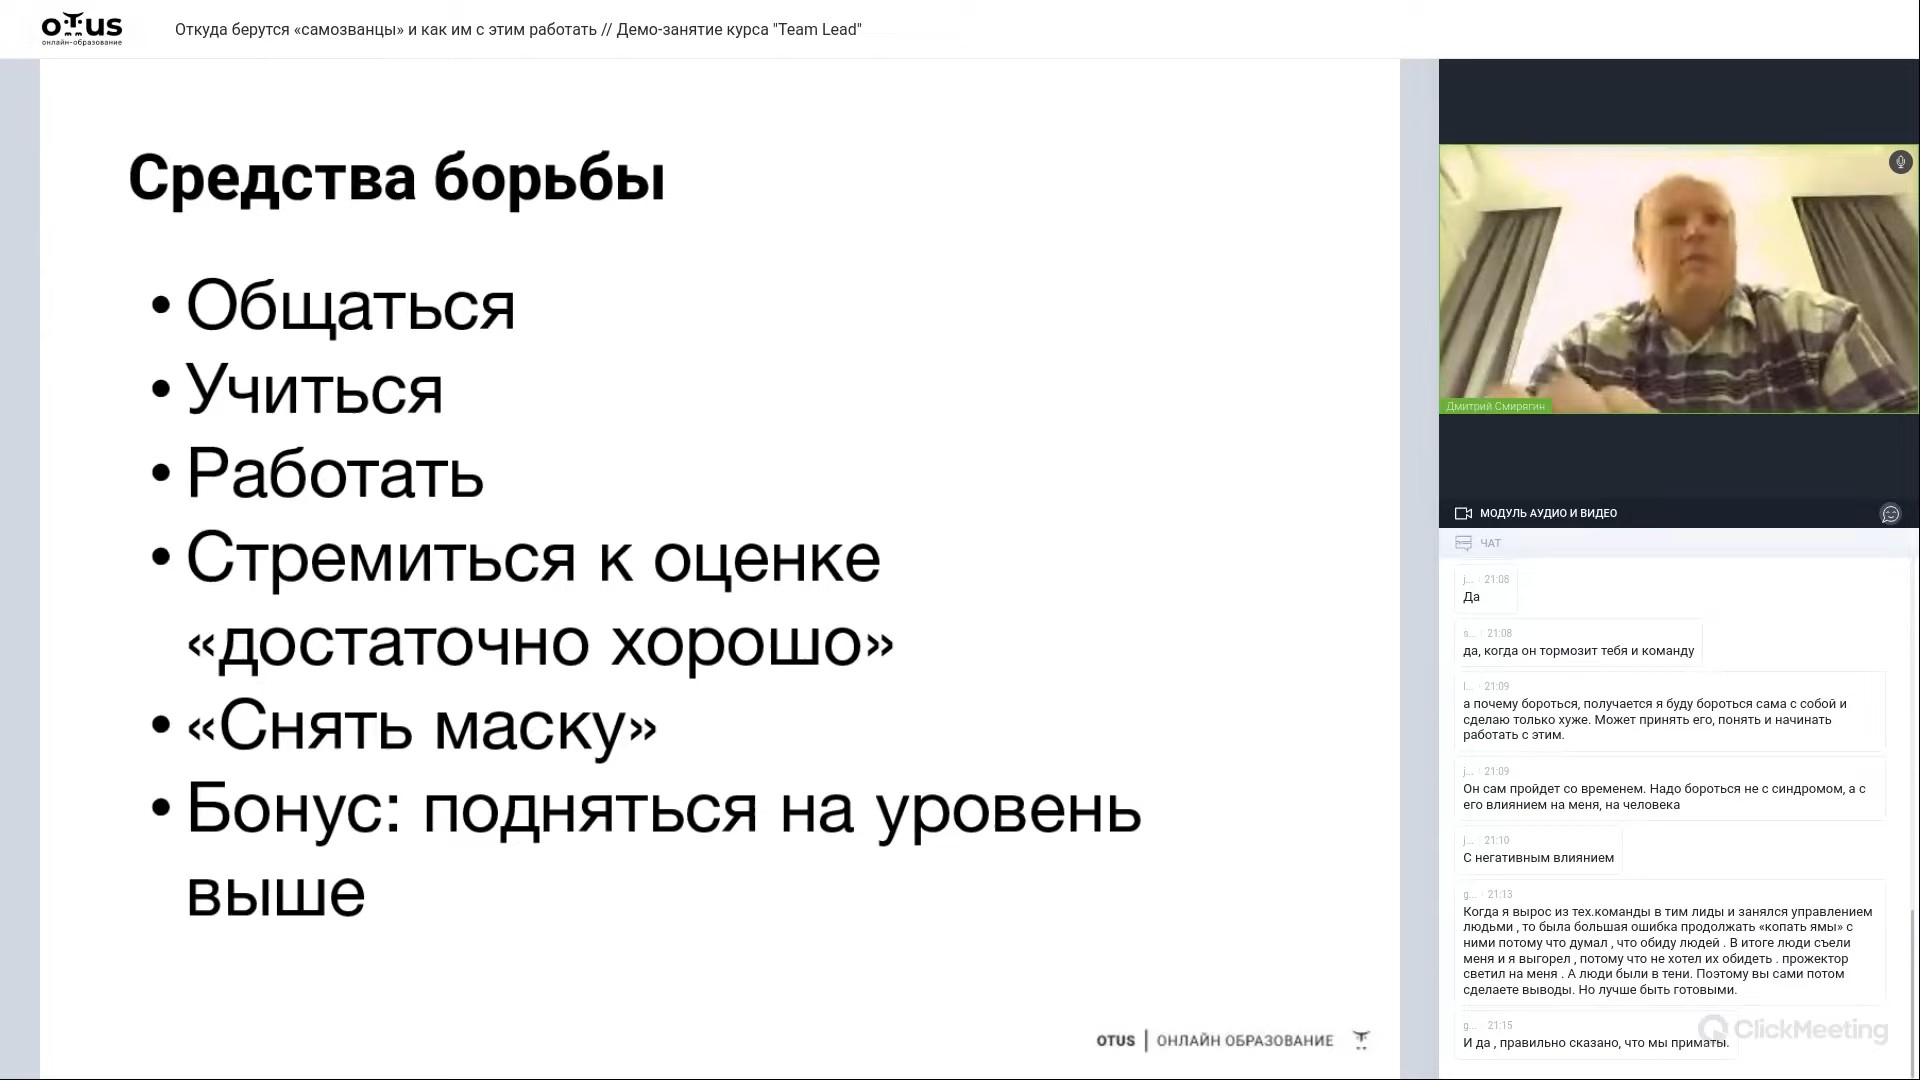 отus
онлайн-образование
Откуда берутся «самозванцы» и как им с этим работать // Демо-занятие курса "Team Lead"
Средства борьбы
• Общаться
• Учиться
• Работать
• Стремиться к оценке
«достаточно хорошо»
• «Снять маску»
• Бонус: подняться на уровень
выше
OTUS | ОНЛАЙН ОБРАЗОВАНИЕ
Дмитрий Смирягин
МОДУЛЬ АУДИО И ВИДЕО
ЧАТ
j... 21:08
Да
s... 21:08
да, когда он тормозит тебя и команду
l... 21:09
а почему бороться, получается я буду бороться сама с собой и
сделаю только хуже. Может принять его, понять и начинать
работать с этим.
j... 21:09
Он сам пройдет со временем. Надо бороться не с синдромом, а с
его влиянием на меня, на человека
j... 21:10
С негативным влиянием
g... 21:13
Когда я вырос из тех.команды в тим лиды и занялся управлением
людьми , то была большая ошибка продолжать «копать ямы» с
ними потому что думал , что обиду людей . В итоге люди съели
меня и я выгорел , потому что не хотел их обидеть . прожектор
светил на меня . А люди были в тени. Поэтому вы сами потом
сделаете выводы. Но лучше быть готовыми.
g... 21:15
И да , правильно сказано, что мы приматы.
ClickMeeting